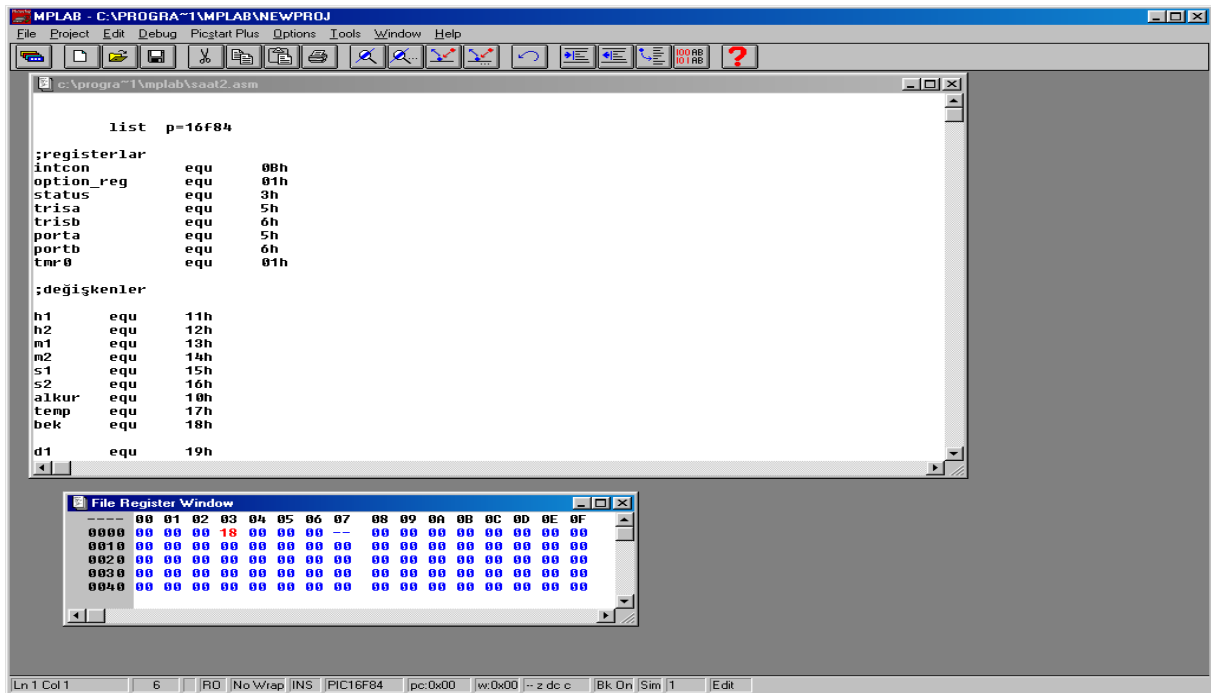 MPLAB - C:\PROGRA~1\MPLAB\NEWPROJ
File Project Edit Debug Picstart Plus Options Tools Window Help
c:\progra~1\mplab\saat2.asm
list p=16f84
;registerlar
intcon equ 0Bh
option_reg equ 01h
status equ 3h
trisa equ 5h
trisb equ 6h
porta equ 5h
portb equ 6h
tmr0 equ 01h
;değişkenler
h1 equ 11h
h2 equ 12h
m1 equ 13h
m2 equ 14h
s1 equ 15h
s2 equ 16h
alkur equ 10h
temp equ 17h
bek equ 18h
d1 equ 19h
File Register Window
---- 00 01 02 03 04 05 06 07 08 09 0A 0B 0C 0D 0E 0F
0000 00 00 00 18 00 00 00 -- 00 00 00 00 00 00 00 00
0010 00 00 00 00 00 00 00 00 00 00 00 00 00 00 00 00
0020 00 00 00 00 00 00 00 00 00 00 00 00 00 00 00 00
0030 00 00 00 00 00 00 00 00 00 00 00 00 00 00 00 00
0040 00 00 00 00 00 00 00 00 00 00 00 00 00 00 00 00
Ln 1 Col 1 6 RO No Wrap INS PIC16F84 pc:0x00 w:0x00 -- z dc c Bk On Sim 1 Edit